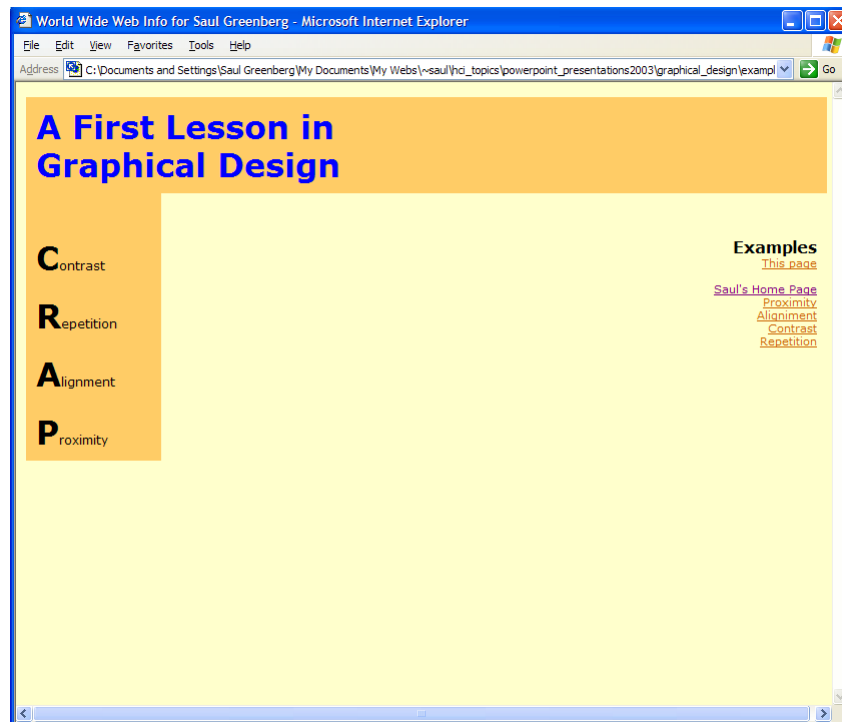 World Wide Web Info for Saul Greenberg - Microsoft Internet Explorer
File Edit View Favorites Tools Help
Address C:\Documents and Settings\Saul Greenberg\My Documents\My Webs\~saul\hci_topics\powerpoint_presentations2003\graphical_design\exampl Go
A First Lesson in
Graphical Design
Contrast
Repetition
Alignment
Proximity
Examples
This page
Saul's Home Page
Proximity
Aligniment
Contrast
Repetition